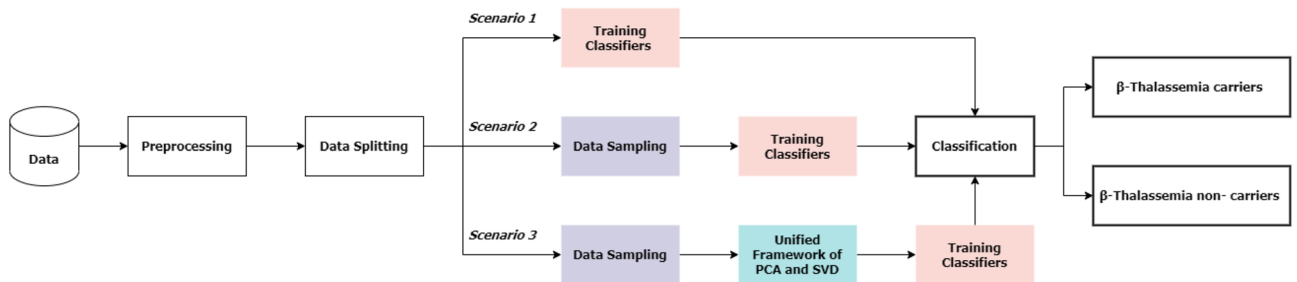 Data
Preprocessing
Data Splitting
Scenario 1
Training
Classifiers
Scenario 2
Data Sampling
Training
Classifiers
Scenario 3
Data Sampling
Unified
Framework of
PCA and SVD
Training
Classifiers
Classification
β-Thalassemia carriers
β-Thalassemia non- carriers